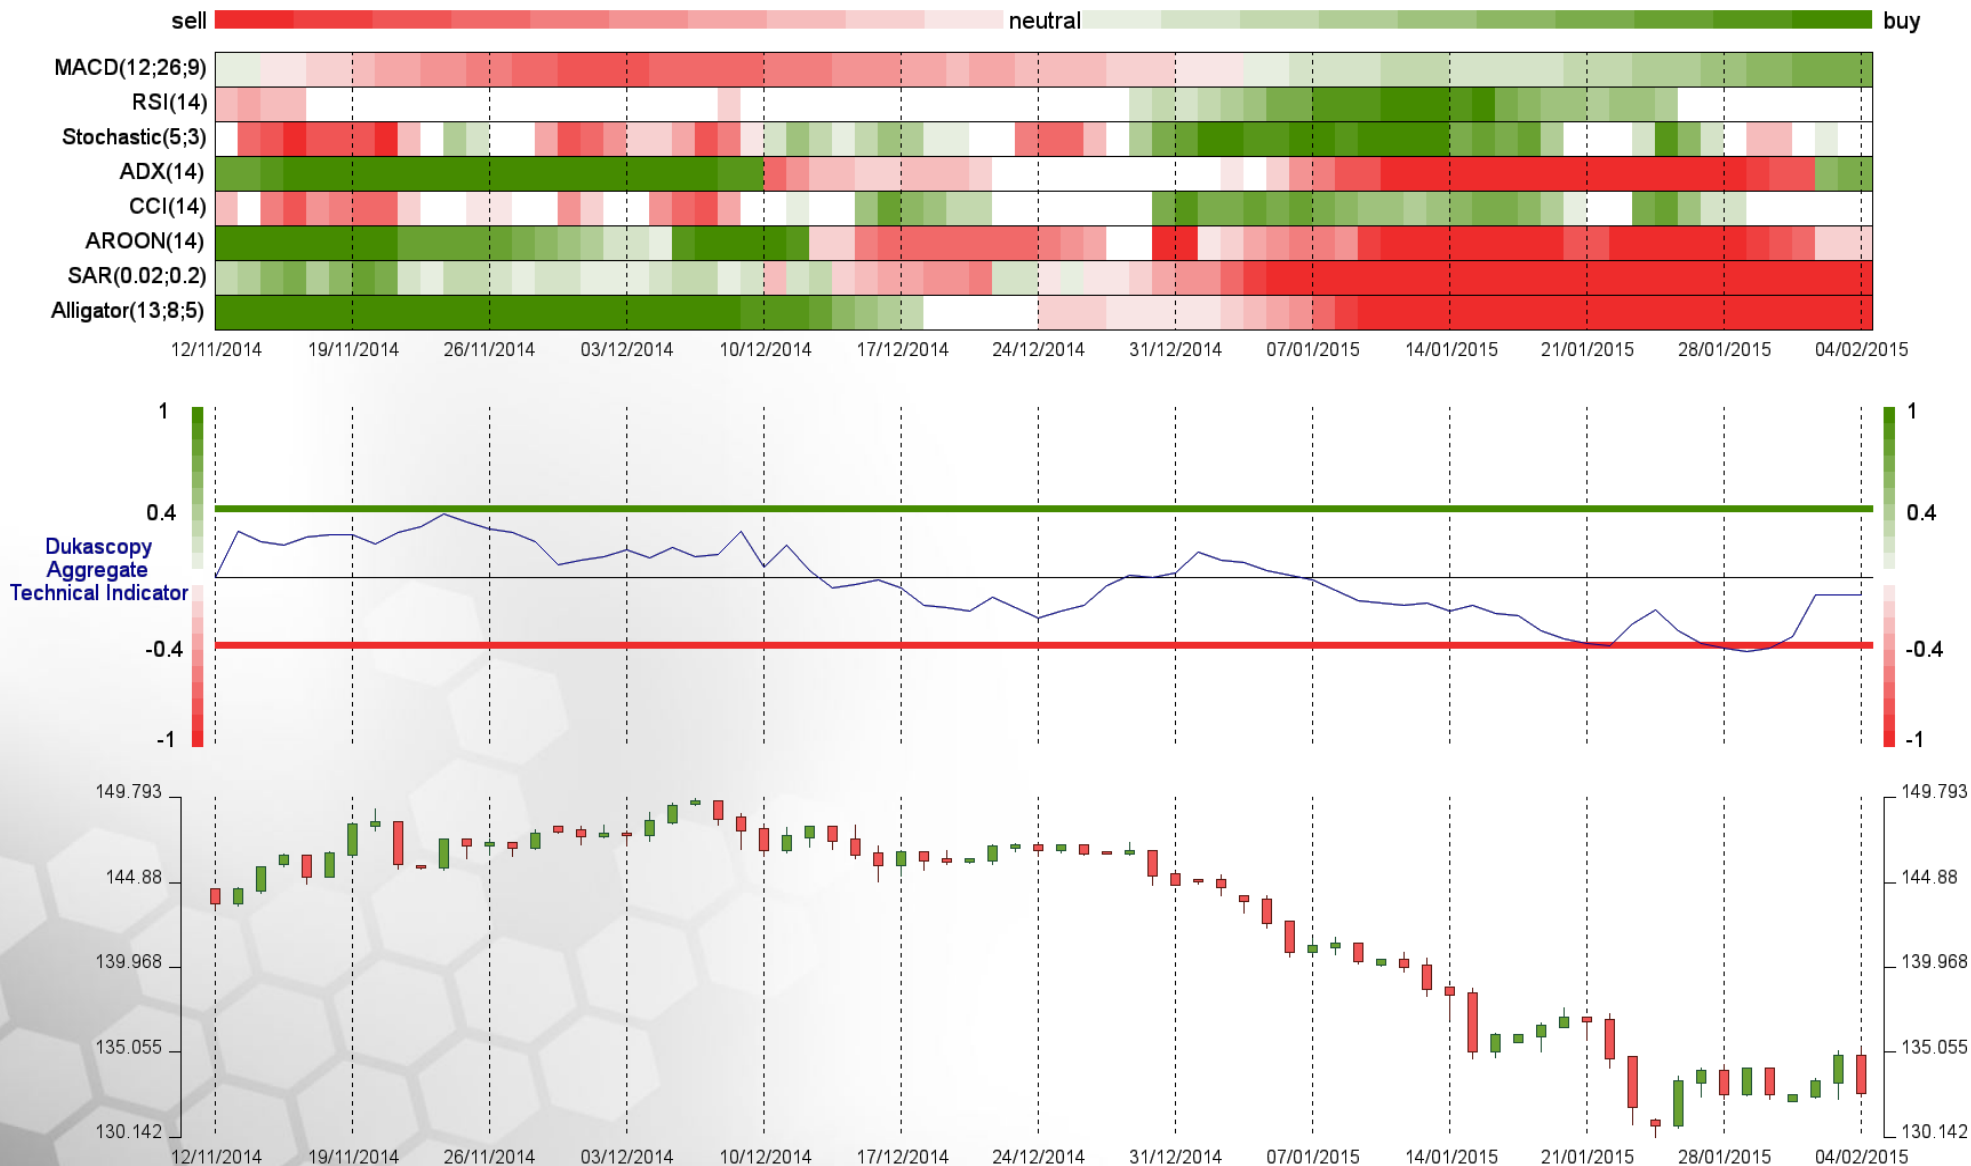 sell neutral buy
MACD(12;26;9)
RSI(14)
Stochastic(5;3)
ADX(14)
CCI(14)
AROON(14)
SAR(0.02;0.2)
Alligator(13;8;5)
12/11/2014 19/11/2014 26/11/2014 03/12/2014 10/12/2014 17/12/2014 24/12/2014 31/12/2014 07/01/2015 14/01/2015 21/01/2015 28/01/2015 04/02/2015
1 1
0.4 0.4
Dukascopy
Aggregate
Technical Indicator
-0.4 -0.4
-1 -1
149.793 149.793
144.88 144.88
139.968 139.968
135.055 135.055
130.142 130.142
12/11/2014 19/11/2014 26/11/2014 03/12/2014 10/12/2014 17/12/2014 24/12/2014 31/12/2014 07/01/2015 14/01/2015 21/01/2015 28/01/2015 04/02/2015